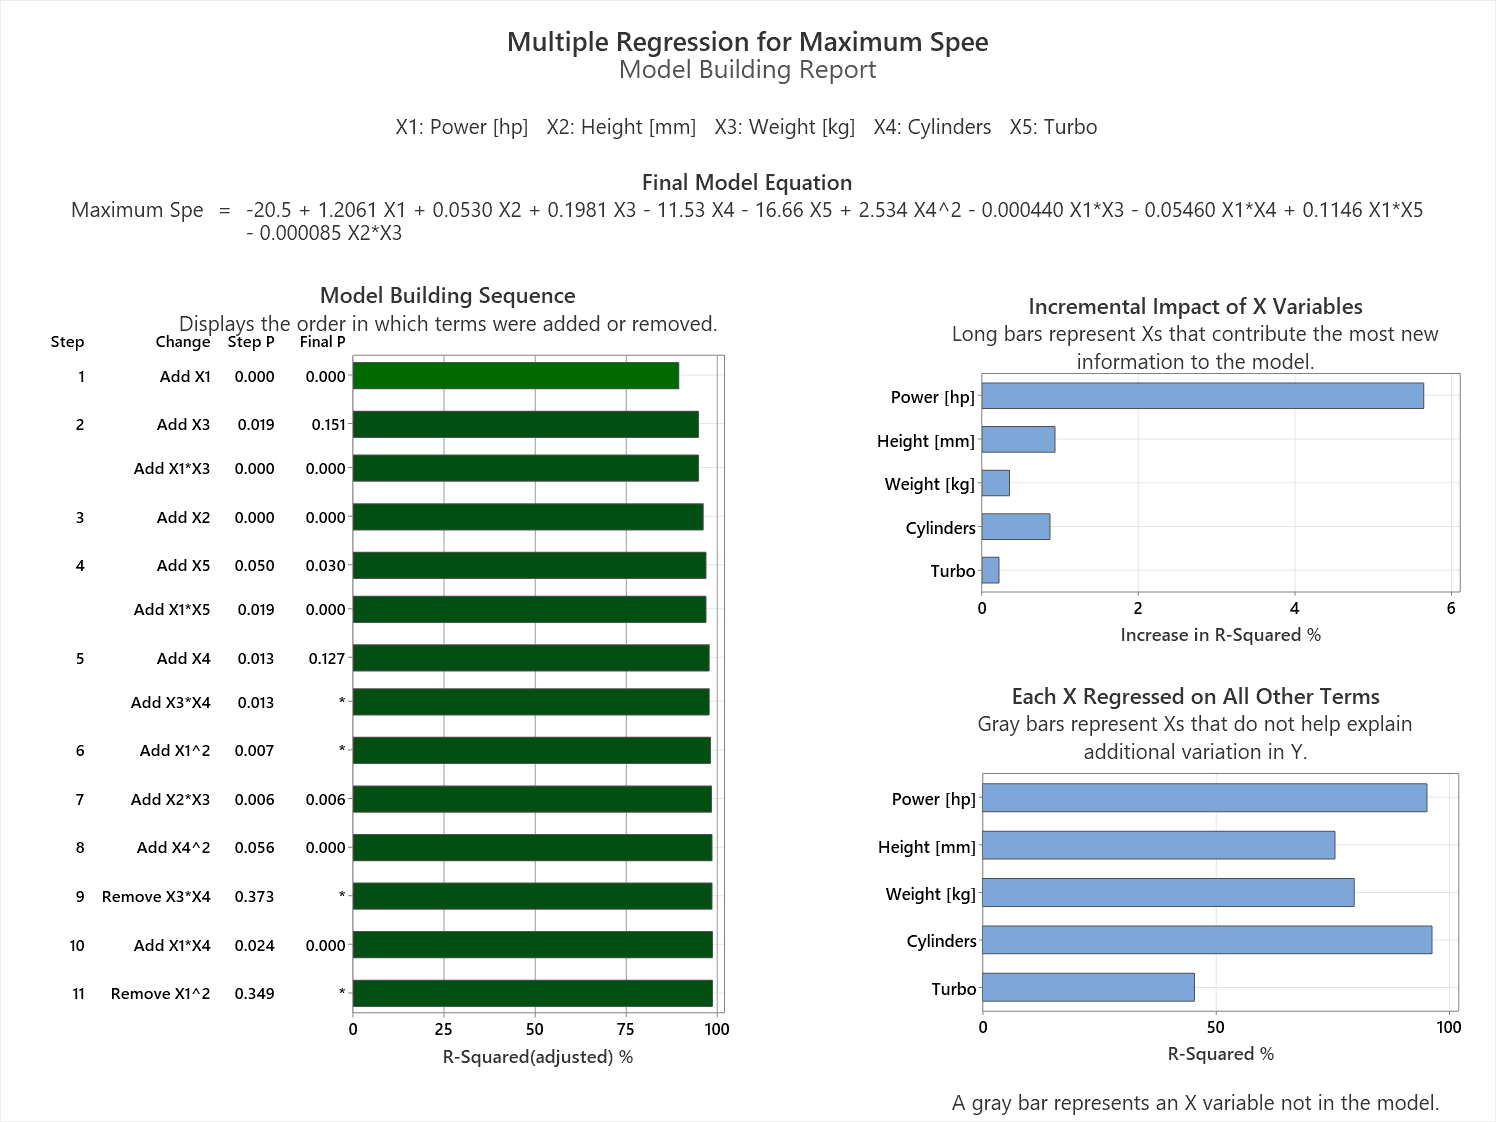 Multiple Regression for Maximum Spee
Model Building Report
X1: Power [hp] X2: Height [mm] X3: Weight [kg] X4: Cylinders X5: Turbo
Final Model Equation
Maximum Spe = -20.5 + 1.2061 X1 + 0.0530 X2 + 0.1981 X3 - 11.53 X4 - 16.66 X5 + 2.534 X4^2 - 0.000440 X1*X3 - 0.05460 X1*X4 + 0.1146 X1*X5
- 0.000085 X2*X3
Model Building Sequence
Displays the order in which terms were added or removed.
Step Change Step P Final P
1 Add X1 0.000 0.000
2 Add X3 0.019 0.151
Add X1*X3 0.000 0.000
3 Add X2 0.000 0.000
4 Add X5 0.050 0.030
Add X1*X5 0.019 0.000
5 Add X4 0.013 0.127
Add X3*X4 0.013 *
6 Add X1^2 0.007 *
7 Add X2*X3 0.006 0.006
8 Add X4^2 0.056 0.000
9 Remove X3*X4 0.373 *
10 Add X1*X4 0.024 0.000
11 Remove X1^2 0.349 *
0 25 50 75 100
R-Squared(adjusted) %
Incremental Impact of X Variables
Long bars represent Xs that contribute the most new
information to the model.
Power [hp]
Height [mm]
Weight [kg]
Cylinders
Turbo
0 2 4 6
Increase in R-Squared %
Each X Regressed on All Other Terms
Gray bars represent Xs that do not help explain
additional variation in Y.
Power [hp]
Height [mm]
Weight [kg]
Cylinders
Turbo
0 50 100
R-Squared %
A gray bar represents an X variable not in the model.